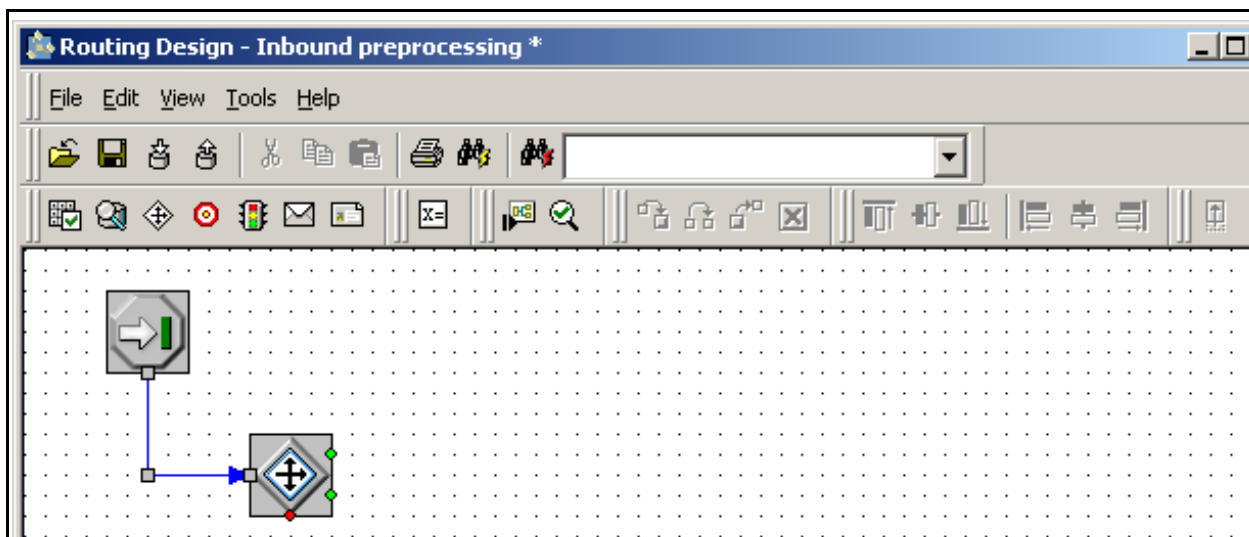 Routing Design - Inbound preprocessing *
File Edit View Tools Help
X=